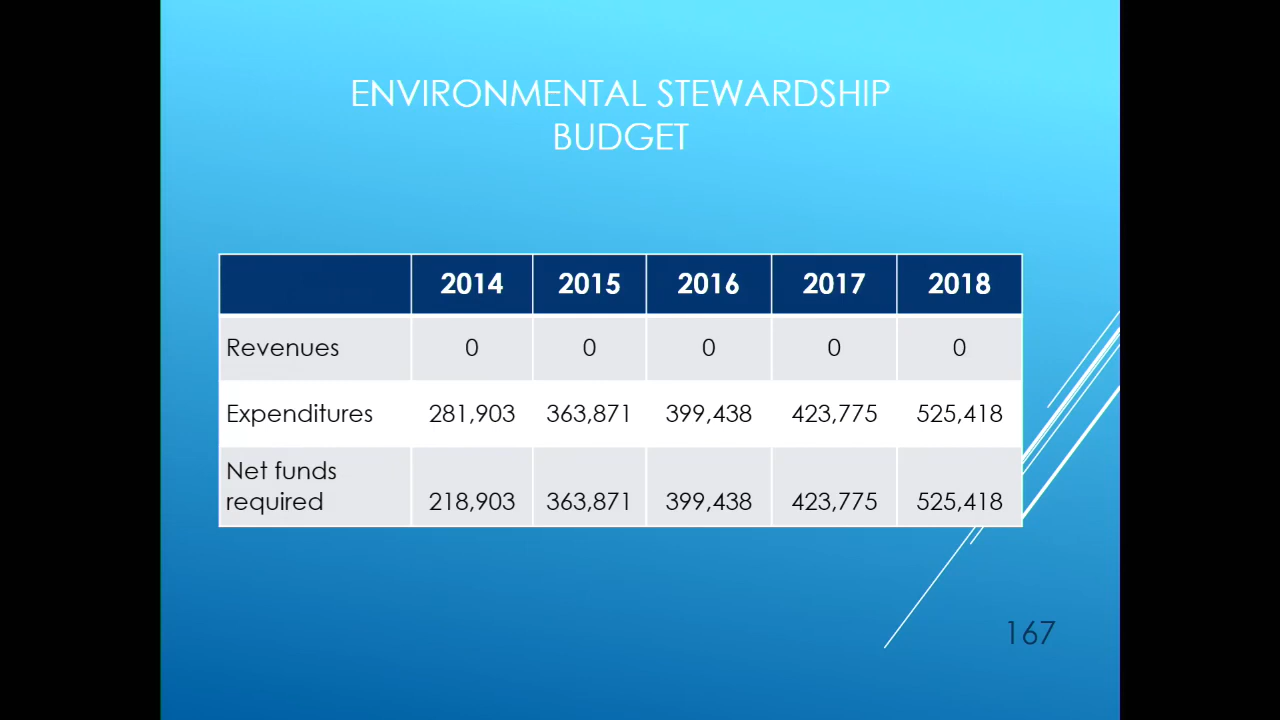 ENVIRONMENTAL STEWARDSHIP
BUDGET
2014 2015 2016 2017 2018
Revenues 0 0 0 0 0
Expenditures 281,903 363,871 399,438 423,775 525,418
Net funds
required 218,903 363,871 399,438 423,775 525,418
167